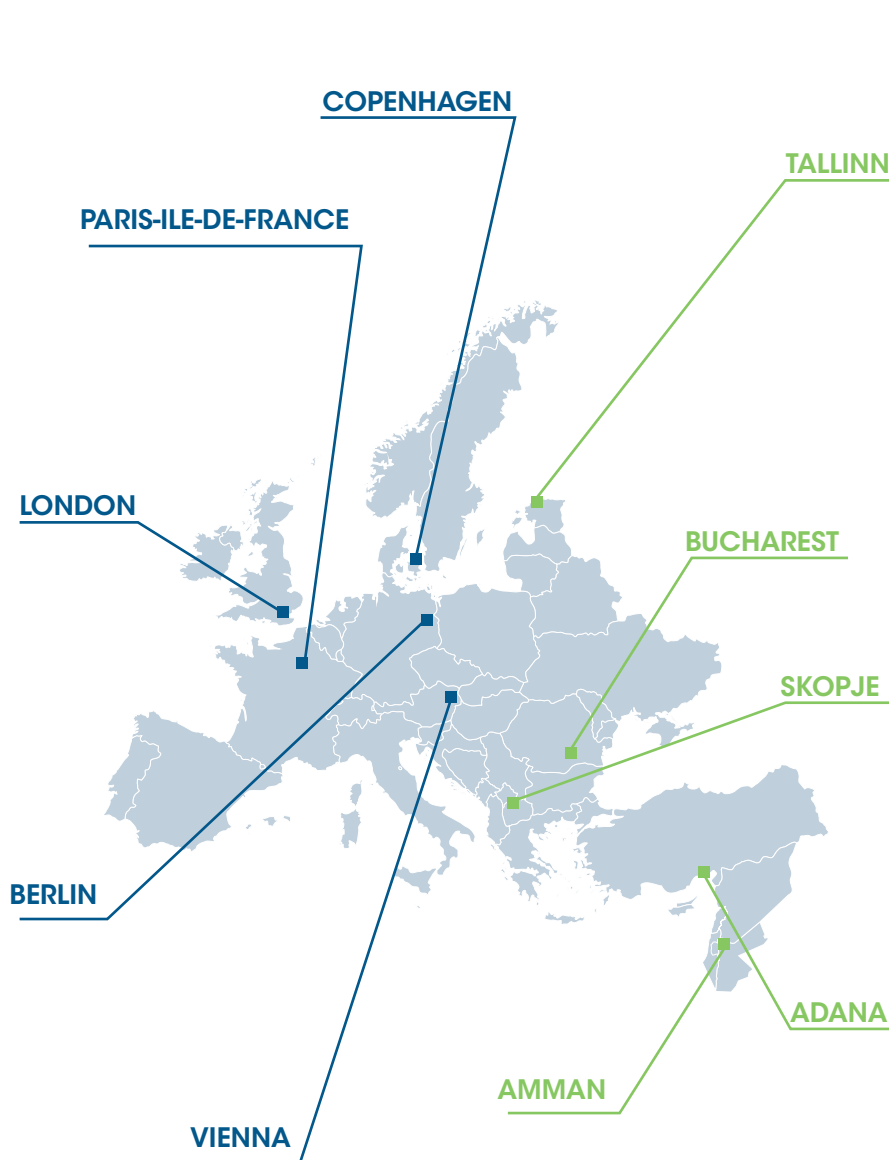 COPENHAGEN
TALLINN
PARIS-ILE-DE-FRANCE
LONDON
BUCHAREST
SKOPJE
BERLIN
ADANA
AMMAN
VIENNA